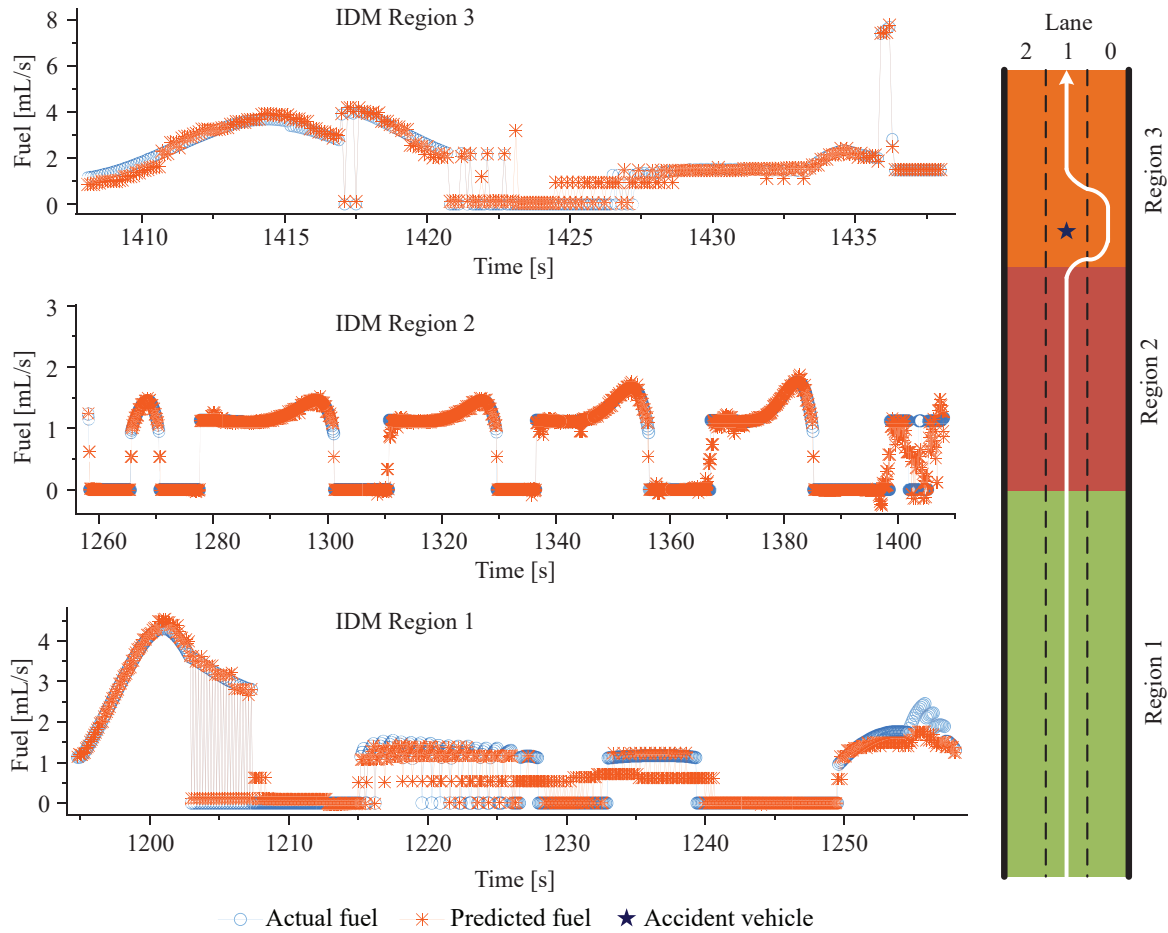 IDM Region 3
Fuel [mL/s]
8
6
4
2
0
1410 1415 1420 1425 1430 1435
Time [s]
IDM Region 2
Fuel [mL/s]
3
2
1
0
1260 1280 1300 1320 1340 1360 1380 1400
Time [s]
IDM Region 1
Fuel [mL/s]
4
3
2
1
0
1200 1210 1220 1230 1240 1250
Time [s]
Actual fuel Predicted fuel Accident vehicle
Lane
2 1 0
Region 3
Region 2
Region 1